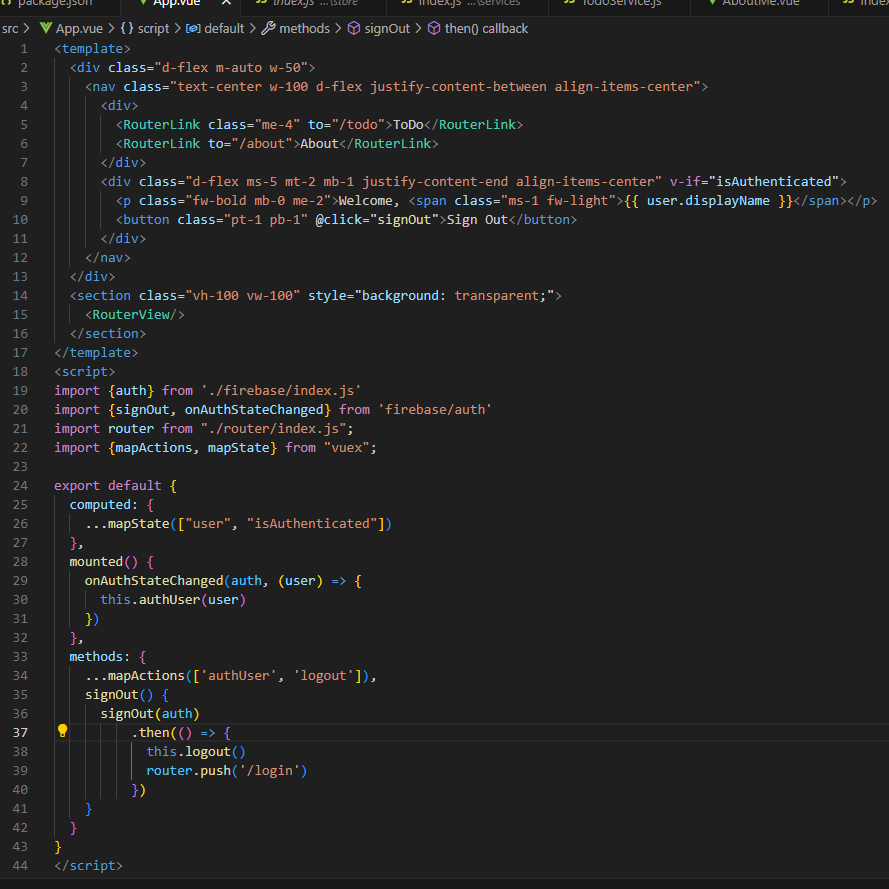 package.json App.vue index.js ...\store index.js ...\services TodoService.js AboutMe.vue
src > App.vue > {} script > default > methods > signOut > then() callback
1 <template>
2 <div class="d-flex m-auto w-50">
3 <nav class="text-center w-100 d-flex justify-content-between align-items-center">
4 <div>
5 <RouterLink class="me-4" to="/todo">ToDo</RouterLink>
6 <RouterLink to="/about">About</RouterLink>
7 </div>
8 <div class="d-flex ms-5 mt-2 mb-1 justify-content-end align-items-center" v-if="isAuthenticated">
9 <p class="fw-bold mb-0 me-2">Welcome, <span class="ms-1 fw-light">{{ user.displayName }}</span></p>
10 <button class="pt-1 pb-1" @click="signOut">Sign Out</button>
11 </div>
12 </nav>
13 </div>
14 <section class="vh-100 vw-100" style="background: transparent;">
15 <RouterView/>
16 </section>
17 </template>
18 <script>
19 import {auth} from './firebase/index.js'
20 import {signOut, onAuthStateChanged} from 'firebase/auth'
21 import router from "./router/index.js";
22 import {mapActions, mapState} from "vuex";
23
24 export default {
25 computed: {
26 ...mapState(["user", "isAuthenticated"])
27 },
28 mounted() {
29 onAuthStateChanged(auth, (user) => {
30 this.authUser(user)
31 })
32 },
33 methods: {
34 ...mapActions(['authUser', 'logout']),
35 signOut() {
36 signOut(auth)
37 .then(() => {
38 this.logout()
39 router.push('/login')
40 })
41 }
42 }
43 }
44 </script>